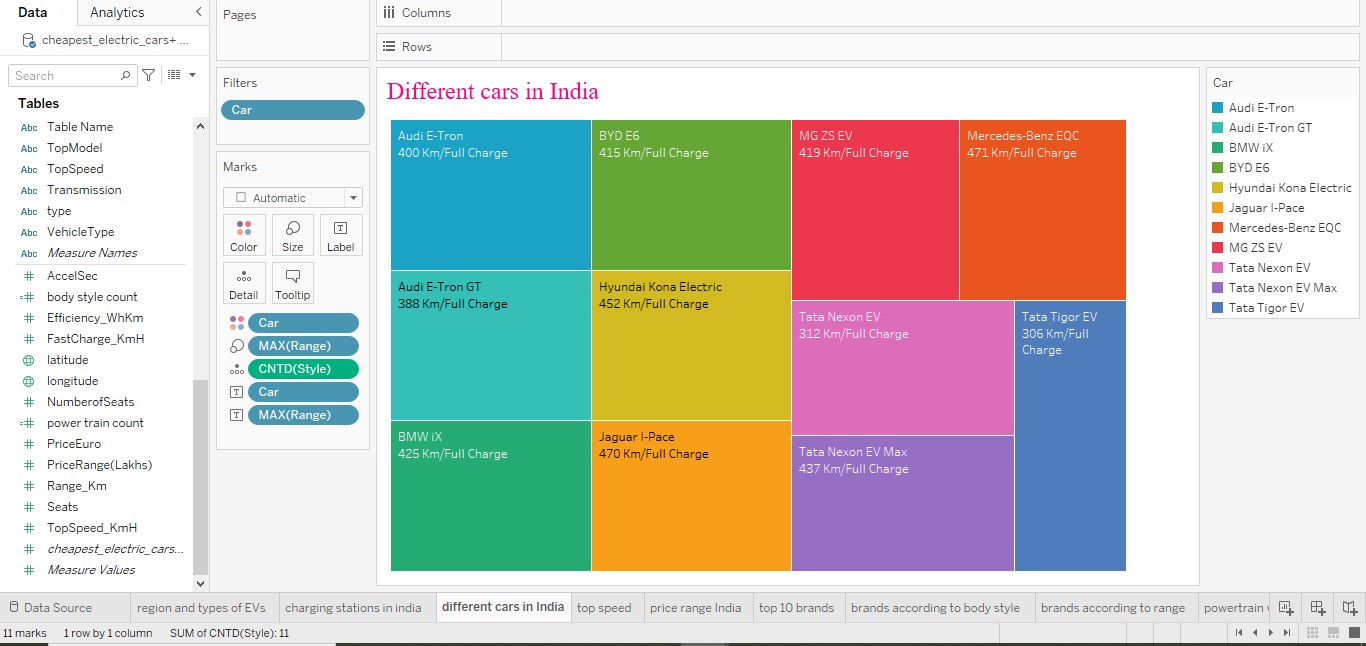 Data
Analytics
cheapest_electric_cars+ ...
Search
Tables
Abc Table Name
Abc TopModel
Abc TopSpeed
Abc Transmission
Abc type
Abc VehicleType
Abc Measure Names
AccelSec
body style count
Efficiency_WhKm
FastCharge_KmH
latitude
longitude
NumberofSeats
power train count
PriceEuro
PriceRange(Lakhs)
Range_Km
Seats
TopSpeed_KmH
cheapest_electric_cars...
Measure Values
Pages
Filters
Car
Marks
Automatic
Color
Size
Label
Detail
Tooltip
Car
MAX(Range)
CNTD(Style)
Car
MAX(Range)
Columns
Rows
Different cars in India
Audi E-Tron
400 Km/Full Charge
BYD E6
415 Km/Full Charge
MG ZS EV
419 Km/Full Charge
Mercedes-Benz EQC
471 Km/Full Charge
Audi E-Tron GT
388 Km/Full Charge
Hyundai Kona Electric
452 Km/Full Charge
Tata Nexon EV
312 Km/Full Charge
Tata Tigor EV
306 Km/Full
Charge
BMW iX
425 Km/Full Charge
Jaguar I-Pace
470 Km/Full Charge
Tata Nexon EV Max
437 Km/Full Charge
Car
Audi E-Tron
Audi E-Tron GT
BMW iX
BYD E6
Hyundai Kona Electric
Jaguar I-Pace
Mercedes-Benz EQC
MG ZS EV
Tata Nexon EV
Tata Nexon EV Max
Tata Tigor EV
Data Source
region and types of EVs
charging stations in india
different cars in India
top speed
price range India
top 10 brands
brands according to body style
brands according to range
powertrain
11 marks
1 row by 1 column
SUM of CNTD(Style): 11